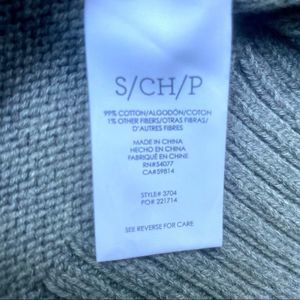 S/CH/P
99% COTTON/ALGODÓN/COTON
1% OTHER FIBERS/OTRAS FIBRAS/
D'AUTRES FIBRES
MADE IN CHINA
HECHO EN CHINA
FABRIQUÉ EN CHINE
RN#54077
CA#59814
STYLE# 3704
PO# 221714
SEE REVERSE FOR CARE